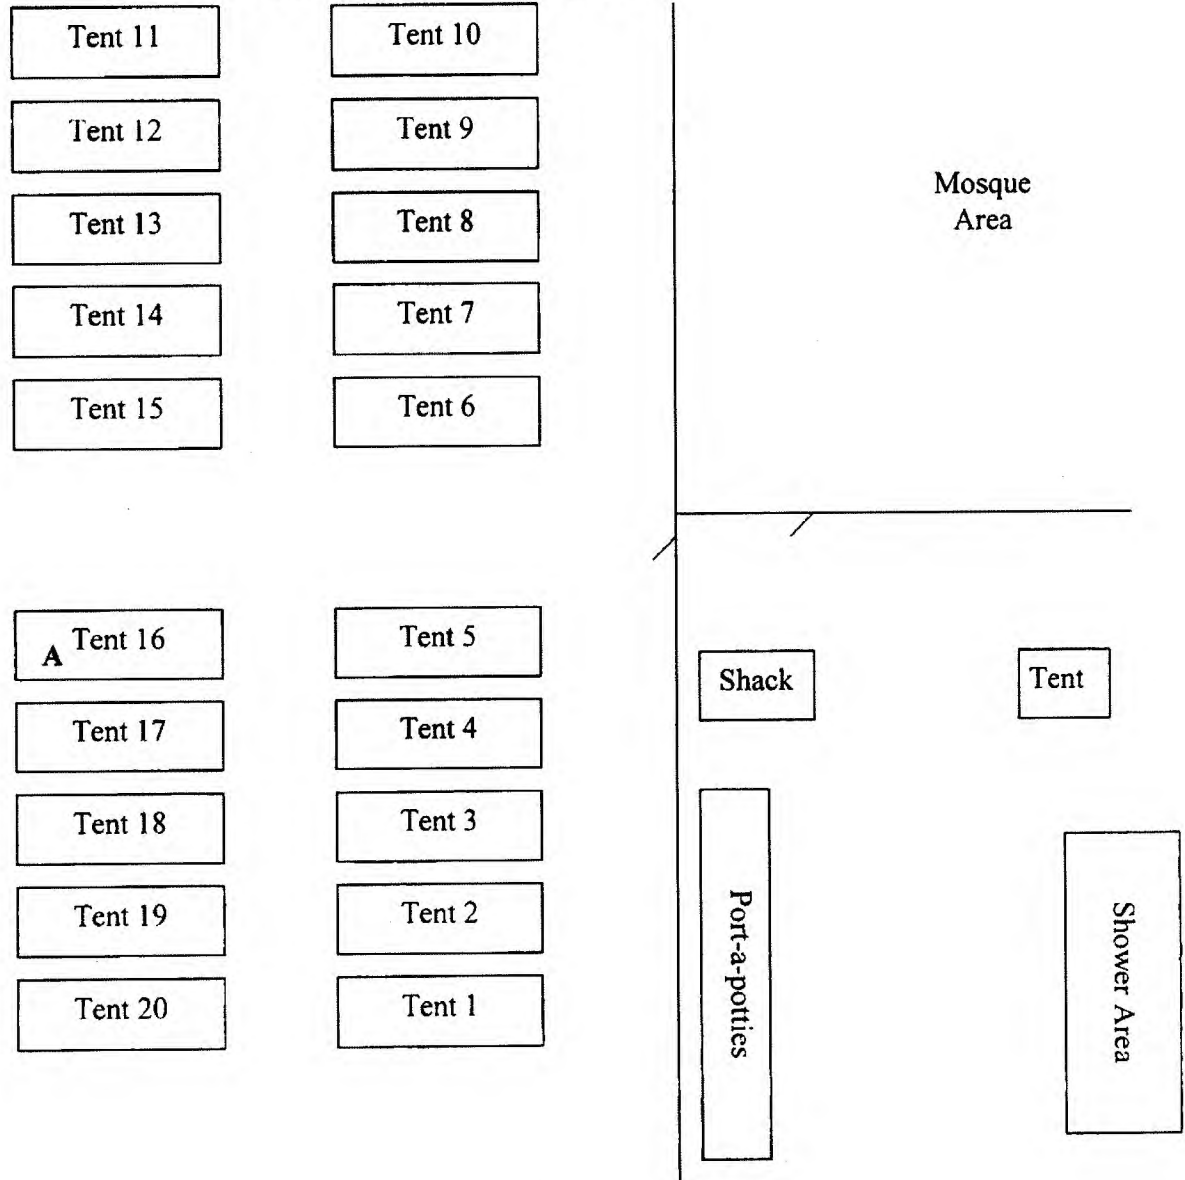 Tent 11
Tent 10
Tent 12
Tent 9
Mosque
Area
Tent 13
Tent 8
Tent 14
Tent 7
Tent 15
Tent 6
A Tent 16
Tent 5
Shack
Tent
Tent 17
Tent 4
Tent 18
Tent 3
Tent 19
Tent 2
Port-a-potties
Shower Area
Tent 20
Tent 1